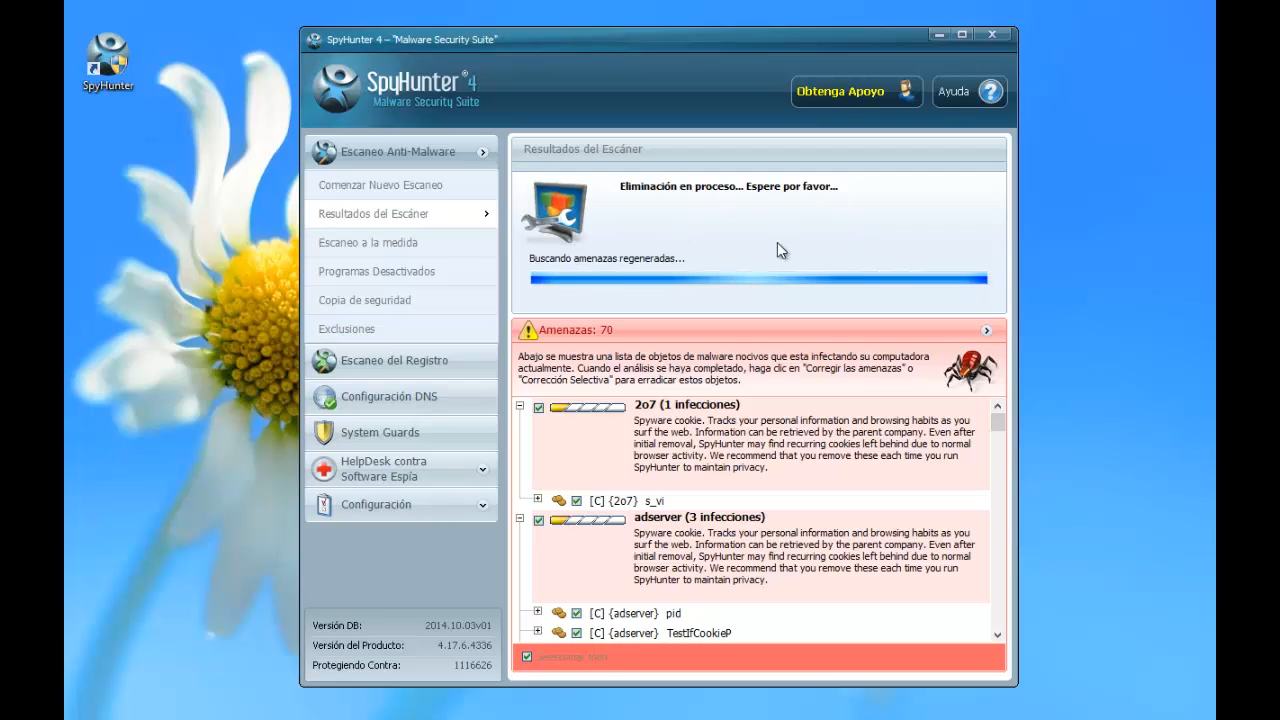 SpyHunter
SpyHunter 4 – "Malware Security Suite"
SpyHunter® 4
Malware Security Suite
Obtenga Apoyo
Ayuda
Escaneo Anti-Malware
Comenzar Nuevo Escaneo
Resultados del Escáner
Escaneo a la medida
Programas Desactivados
Copia de seguridad
Exclusiones
Escaneo del Registro
Configuración DNS
System Guards
HelpDesk contra
Software Espía
Configuración
Versión DB: 2014.10.03v01
Versión del Producto: 4.17.6.4336
Protegiendo Contra: 1116626
Resultados del Escáner
Eliminación en proceso... Espere por favor...
Buscando amenazas regeneradas...
Amenazas: 70
Abajo se muestra una lista de objetos de malware nocivos que esta infectando su computadora
actualmente. Cuando el análisis se haya completado, haga clic en "Corregir las amenazas" o
"Corrección Selectiva" para erradicar estos objetos.
2o7 (1 infecciones)
Spyware cookie. Tracks your personal information and browsing habits as you
surf the web. Information can be retrieved by the parent company. Even after
initial removal, SpyHunter may find recurring cookies left behind due to normal
browser activity. We recommend that you remove these each time you run
SpyHunter to maintain privacy.
[C] {2o7} s_vi
adserver (3 infecciones)
Spyware cookie. Tracks your personal information and browsing habits as you
surf the web. Information can be retrieved by the parent company. Even after
initial removal, SpyHunter may find recurring cookies left behind due to normal
browser activity. We recommend that you remove these each time you run
SpyHunter to maintain privacy.
[C] {adserver} pid
[C] {adserver} TestIfCookieP